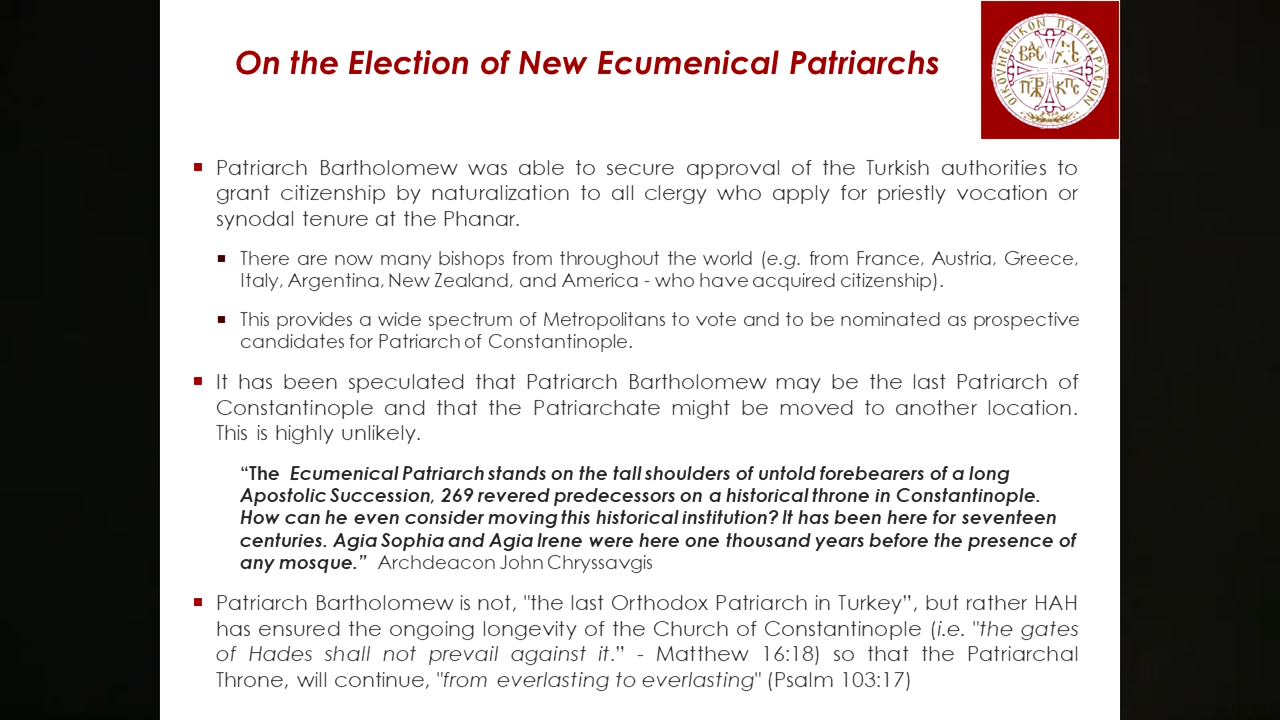 On the Election of New Ecumenical Patriarchs
ΟΙΚΟΥΜΕΝΙΚΟΝ ΠΑΤΡΙΑΡΧΕΙΟΝ
Patriarch Bartholomew was able to secure approval of the Turkish authorities to
grant citizenship by naturalization to all clergy who apply for priestly vocation or
synodal tenure at the Phanar.
There are now many bishops from throughout the world (e.g. from France, Austria, Greece,
Italy, Argentina, New Zealand, and America - who have acquired citizenship).
This provides a wide spectrum of Metropolitans to vote and to be nominated as prospective
candidates for Patriarch of Constantinople.
It has been speculated that Patriarch Bartholomew may be the last Patriarch of
Constantinople and that the Patriarchate might be moved to another location.
This is highly unlikely.
“The Ecumenical Patriarch stands on the tall shoulders of untold forebearers of a long
Apostolic Succession, 269 revered predecessors on a historical throne in Constantinople.
How can he even consider moving this historical institution? It has been here for seventeen
centuries. Agia Sophia and Agia Irene were here one thousand years before the presence of
any mosque.” Archdeacon John Chryssavgis
Patriarch Bartholomew is not, "the last Orthodox Patriarch in Turkey”, but rather HAH
has ensured the ongoing longevity of the Church of Constantinople (i.e. "the gates
of Hades shall not prevail against it.” - Matthew 16:18) so that the Patriarchal
Throne, will continue, "from everlasting to everlasting" (Psalm 103:17)